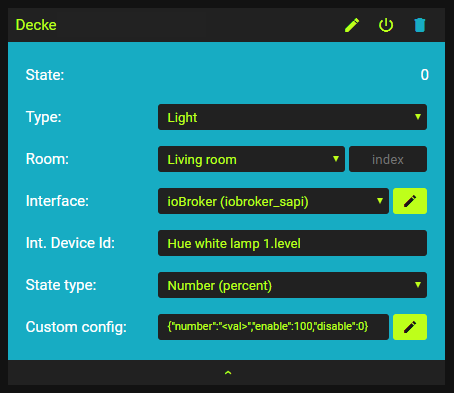 Decke
State: 0
Type: Light
Room: Living room index
Interface: ioBroker (iobroker_sapi)
Int. Device Id: Hue white lamp 1.level
State type: Number (percent)
Custom config: {"number":"<val>","enable":100,"disable":0}